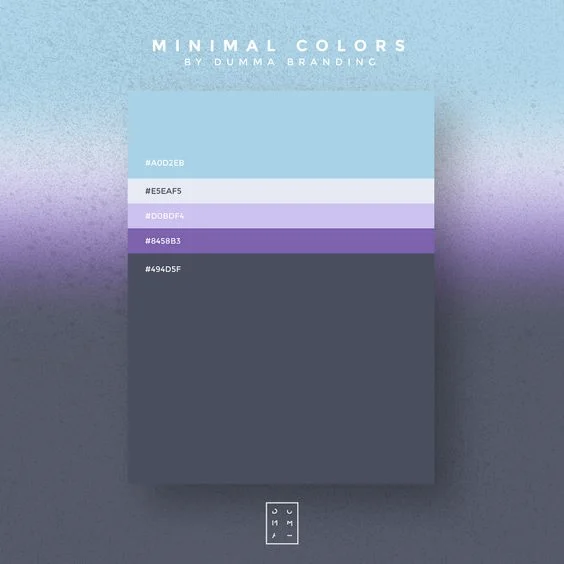 MINIMAL COLORS
BY DUMMA BRANDING
#A0D2EB
#E5EAF5
#D0BDF4
#8458B3
#494D5F